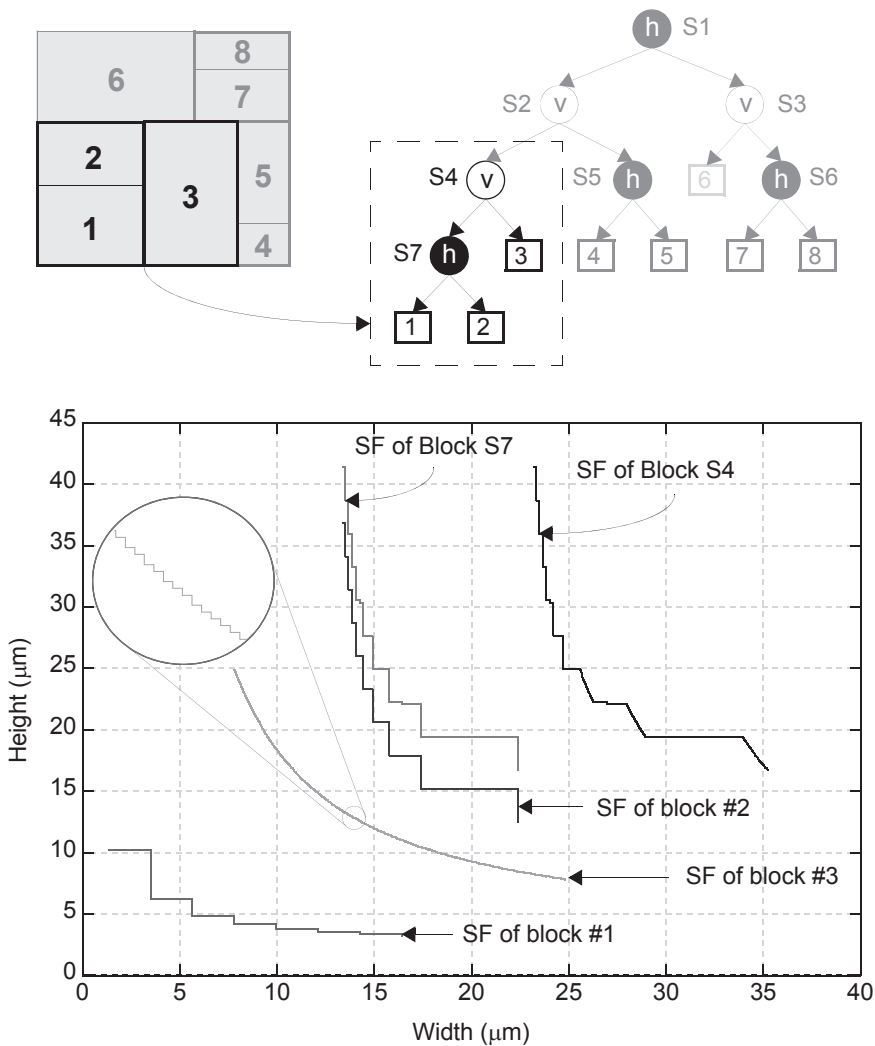 6
8
7
2
3
5
1
4
h S1
S2 v
v S3
S4 v
S5 h
6
h S6
S7 h
3
4
5
7
8
1
2
45
40
35
30
25
20
15
10
5
0
Height (μm)
SF of Block S7
SF of Block S4
SF of block #2
SF of block #3
SF of block #1
0 5 10 15 20 25 30 35 40
Width (μm)